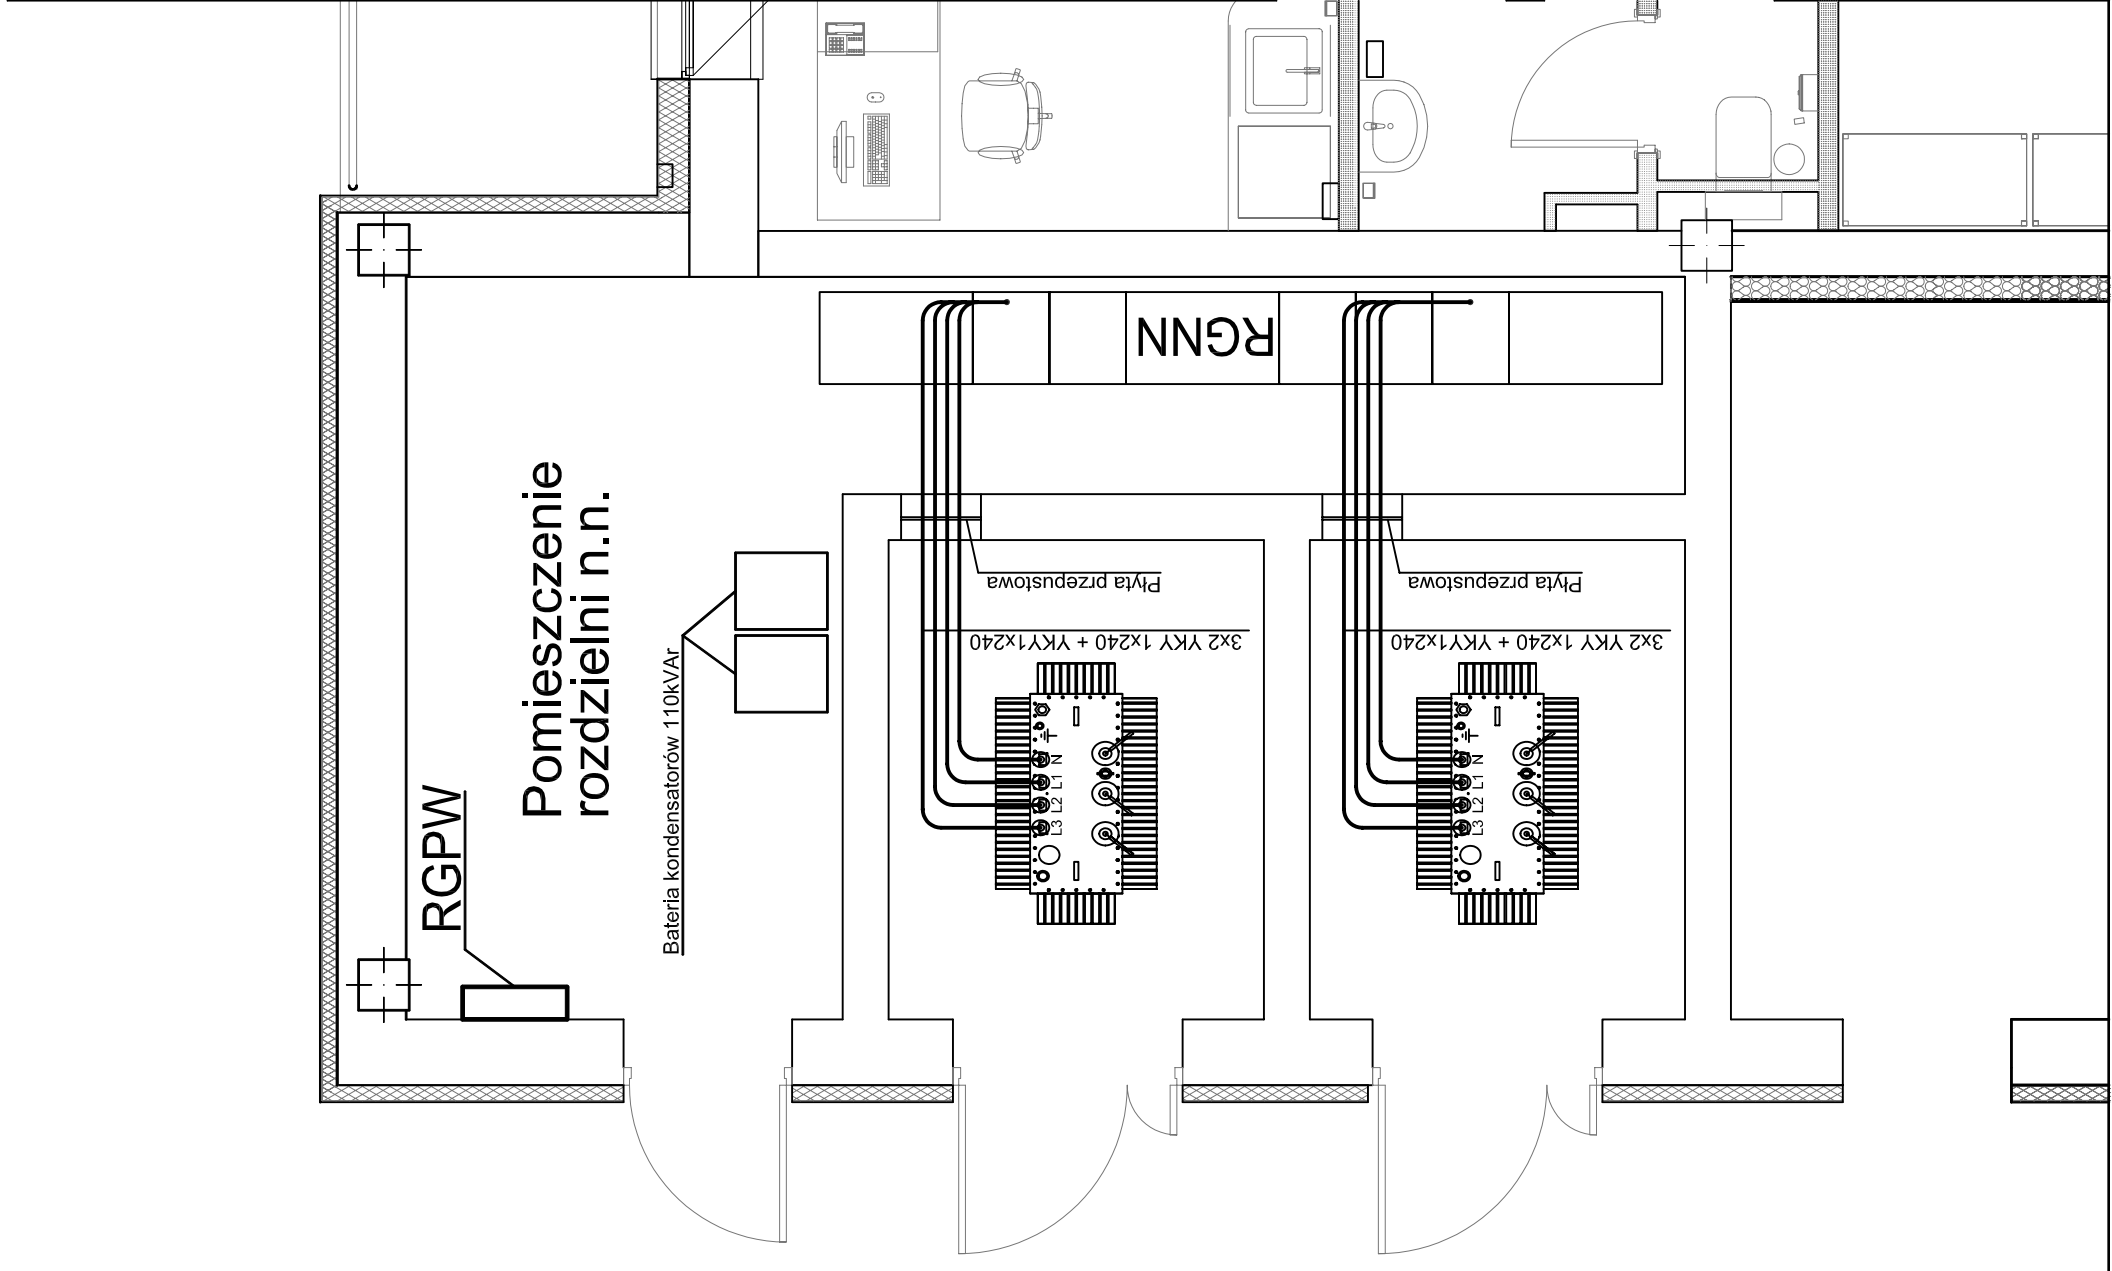 RGNN
Pomieszczenie
rozdzielni n.n.
RGPW
Bateria kondensatorów 110kVAr
Płyta przepustowa
3x2 YKY 1x240 + YKY1x240
N
L1
L2
L3
Płyta przepustowa
3x2 YKY 1x240 + YKY1x240
N
L1
L2
L3